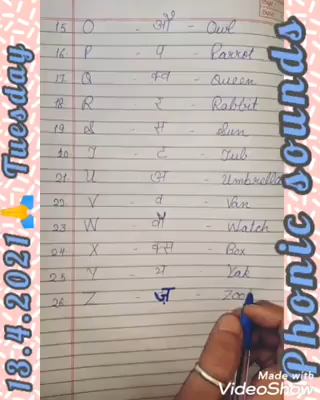 15 O - ऑ - Owl
16 P - प - Parrot
17 Q - क्व - Queen
18 R - र - Rabbit
19 S - स - Sun
20 T - ट - Tub
21 U - अ - Umbrella
22 V - व - Van
23 W - वॉ - Watch
24 X - क्स - Box
25 Y - य - Yak
26 Z - ज़ - Zoo
13.4.2021 🙏 Tuesday
Phonic sounds
Made With
VideoShow